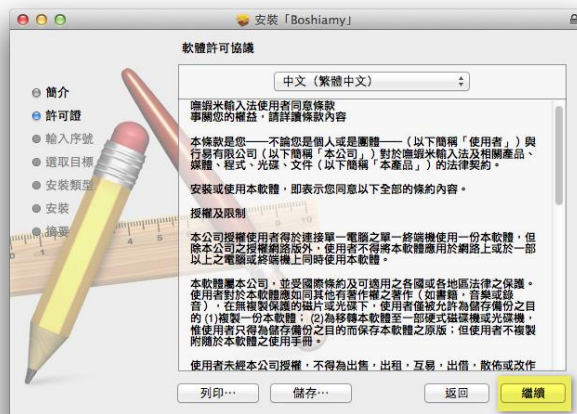 安裝「Boshiamy」
軟體許可協議
簡介
許可證
輸入序號
選取目標
安裝類型
安裝
摘要
中文（繁體中文）
嘸蝦米輸入法使用者同意條款
事關您的權益，請詳讀條款內容
本條款是您——不論您是個人或是團體——（以下簡稱「使用者」）與
行易有限公司（以下簡稱「本公司」）對於嘸蝦米輸入法及相關產品、
媒體、程式、光碟、文件（以下簡稱「本產品」）的法律契約。
安裝或使用本軟體，即表示您同意以下全部的條約內容。
授權及限制
本公司授權使用者得於連接單一電腦之單一終端機使用一份本軟體，但
除本公司之授權網路版外，使用者不得將本軟體應用於網路上或於一部
以上之電腦或終端機上同時使用本軟體。
本軟體屬本公司，並受國際條約及可適用之各國或各地區法律之保護。
使用者對於本軟體應如同其他有著作權之著作（如書籍，音樂或錄
音），在無複製保護的磁片或光碟下，使用者僅被允許為儲存備份之目
的 (1)複製一份本軟體； (2)為移轉本軟體至一部硬式磁碟機或光碟機，
惟使用者只得為儲存備份之目的而保存本軟體之原版；但使用者不複製
附隨於本軟體之使用手冊。
使用者未經本公司授權，不得為出售，出租，互易，出借，散佈或改作
列印⋯
儲存⋯
返回
繼續